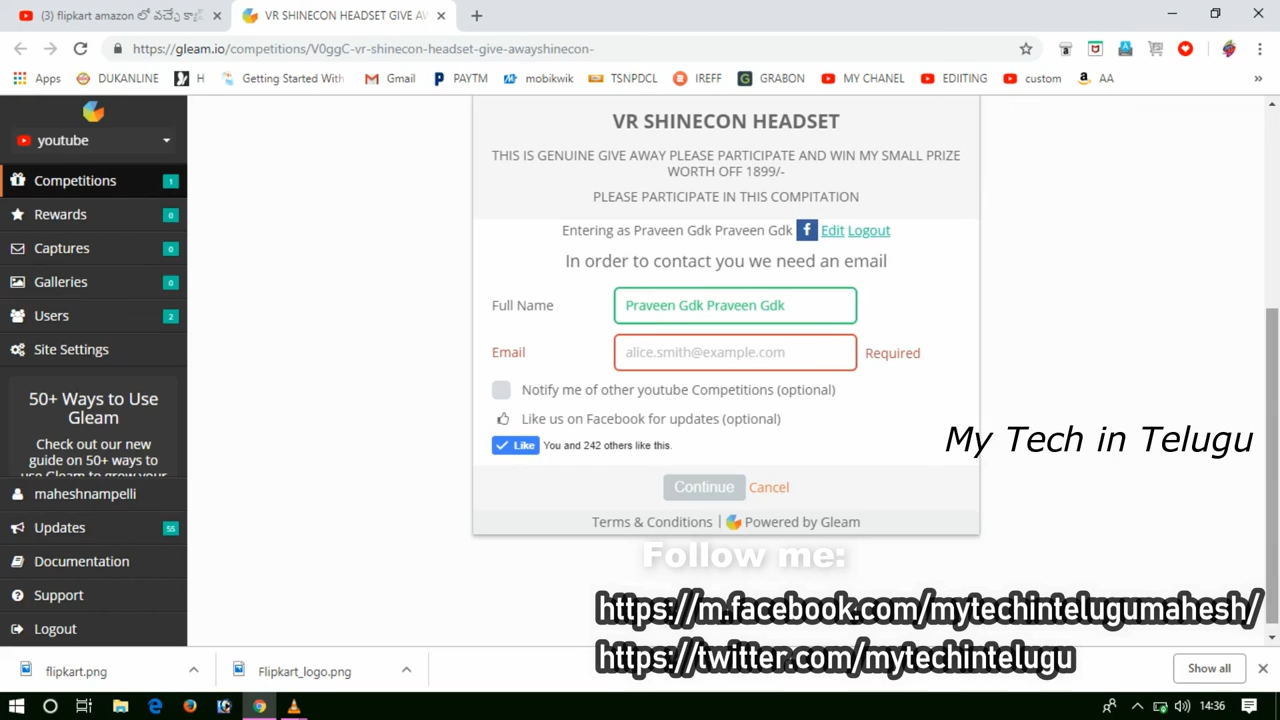 (3) flipkart amazon లో వచ్చే
VR SHINECON HEADSET GIVE AW
https://gleam.io/competitions/V0ggC-vr-shinecon-headset-give-awayshinecon-
Apps
DUKANLINE
H
Getting Started With
Gmail
PAYTM
mobikwik
TSNPDCL
IREFF
GRABON
MY CHANEL
EDIITING
custom
AA
»
youtube
Competitions 1
Rewards 0
Captures 0
Galleries 0
Users 2
Site Settings
50+ Ways to Use
Gleam
Check out our new
guide on 50+ ways to
use Gleam to grow your
maheshnampelli
Updates 55
Documentation
Support
Logout
VR SHINECON HEADSET
THIS IS GENUINE GIVE AWAY PLEASE PARTICIPATE AND WIN MY SMALL PRIZE
WORTH OFF 1899/-
PLEASE PARTICIPATE IN THIS COMPITATION
Entering as Praveen Gdk Praveen Gdk f Edit Logout
In order to contact you we need an email
Full Name Praveen Gdk Praveen Gdk
Email alice.smith@example.com Required
Notify me of other youtube Competitions (optional)
Like us on Facebook for updates (optional)
Like You and 242 others like this.
Continue Cancel
Terms & Conditions | Powered by Gleam
My Tech in Telugu
Follow me:
https://m.facebook.com/mytechintelugumahesh/
https://twitter.com/mytechintelugu
flipkart.png
Flipkart_logo.png
Show all
14:36